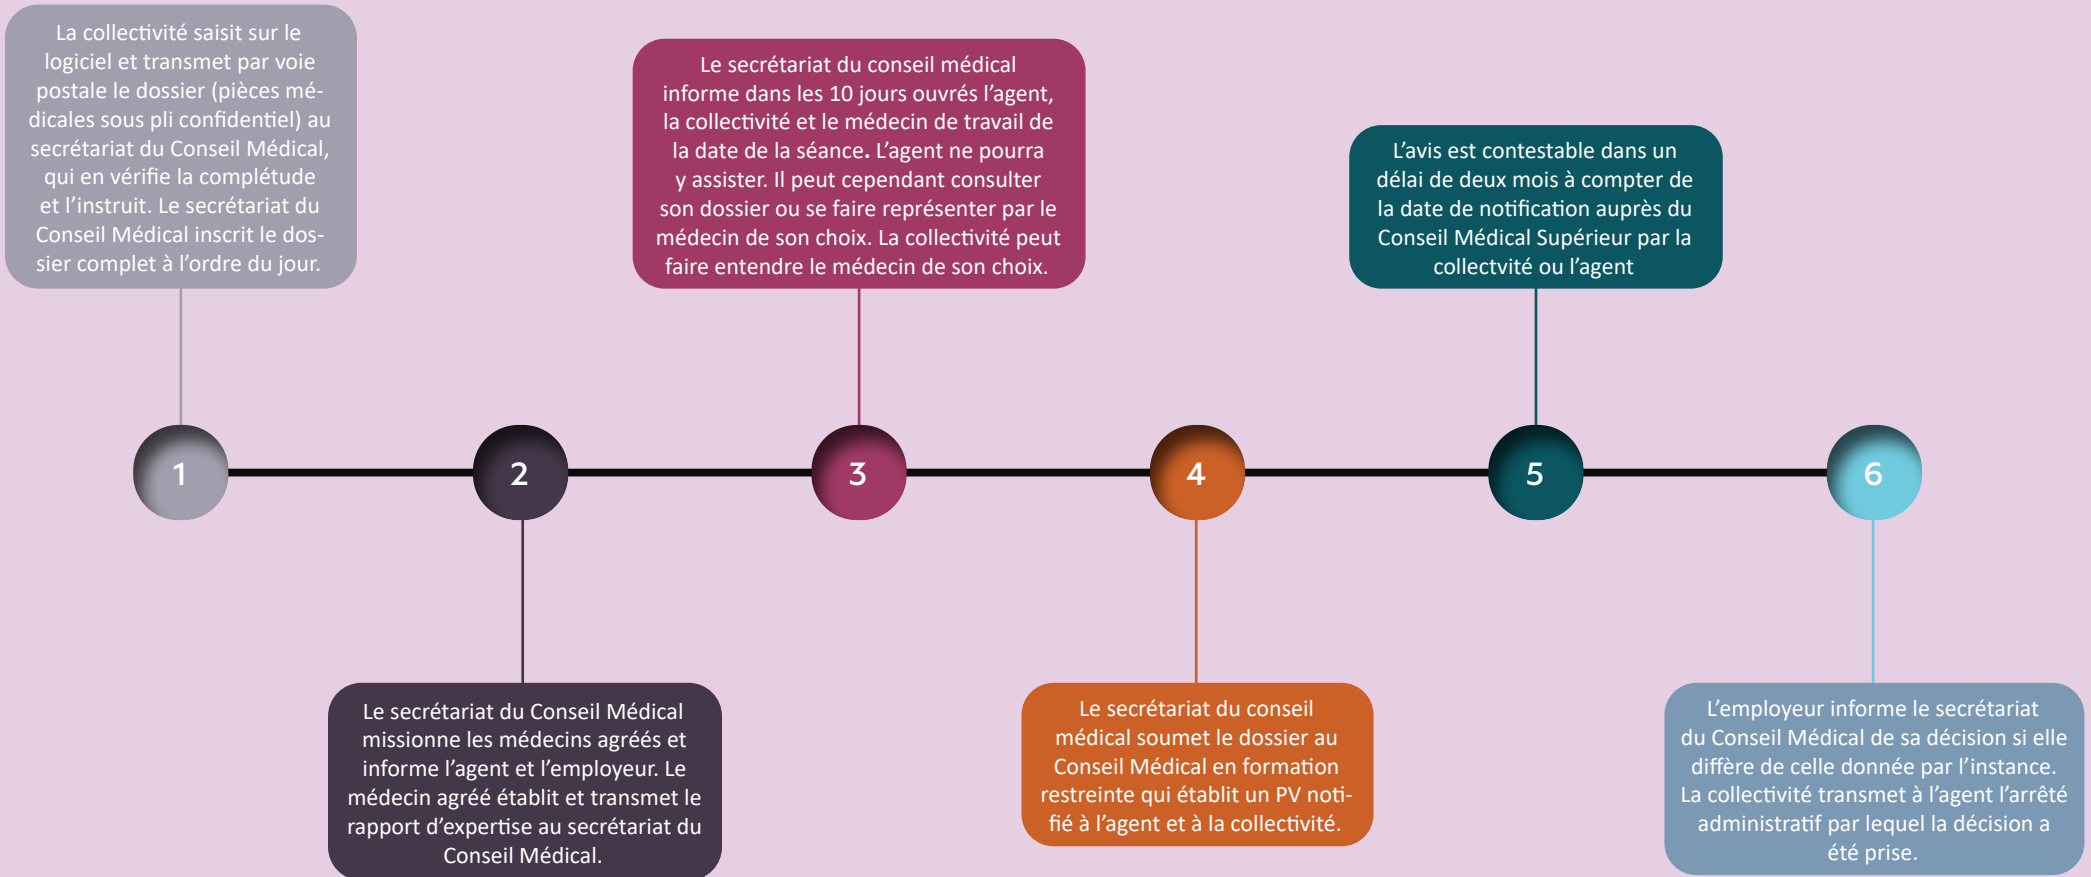 La collectivité saisit sur le
logiciel et transmet par voie
postale le dossier (pièces mé-
dicales sous pli confidentiel) au
secrétariat du Conseil Médical,
qui en vérifie la complétude
et l’instruit. Le secrétariat du
Conseil Médical inscrit le dos-
sier complet à l’ordre du jour.
Le secrétariat du conseil médical
informe dans les 10 jours ouvrés l’agent,
la collectivité et le médecin de travail de
la date de la séance. L’agent ne pourra
y assister. Il peut cependant consulter
son dossier ou se faire représenter par le
médecin de son choix. La collectivité peut
faire entendre le médecin de son choix.
L’avis est contestable dans un
délai de deux mois à compter de
la date de notification auprès du
Conseil Médical Supérieur par la
collectvité ou l’agent
1
2
3
4
5
6
Le secrétariat du Conseil Médical
missionne les médecins agréés et
informe l’agent et l’employeur. Le
médecin agréé établit et transmet le
rapport d’expertise au secrétariat du
Conseil Médical.
Le secrétariat du conseil
médical soumet le dossier au
Conseil Médical en formation
restreinte qui établit un PV noti-
fié à l’agent et à la collectivité.
L’employeur informe le secrétariat
du Conseil Médical de sa décision si elle
diffère de celle donnée par l’instance.
La collectivité transmet à l’agent l’arrêté
administratif par lequel la décision a
été prise.